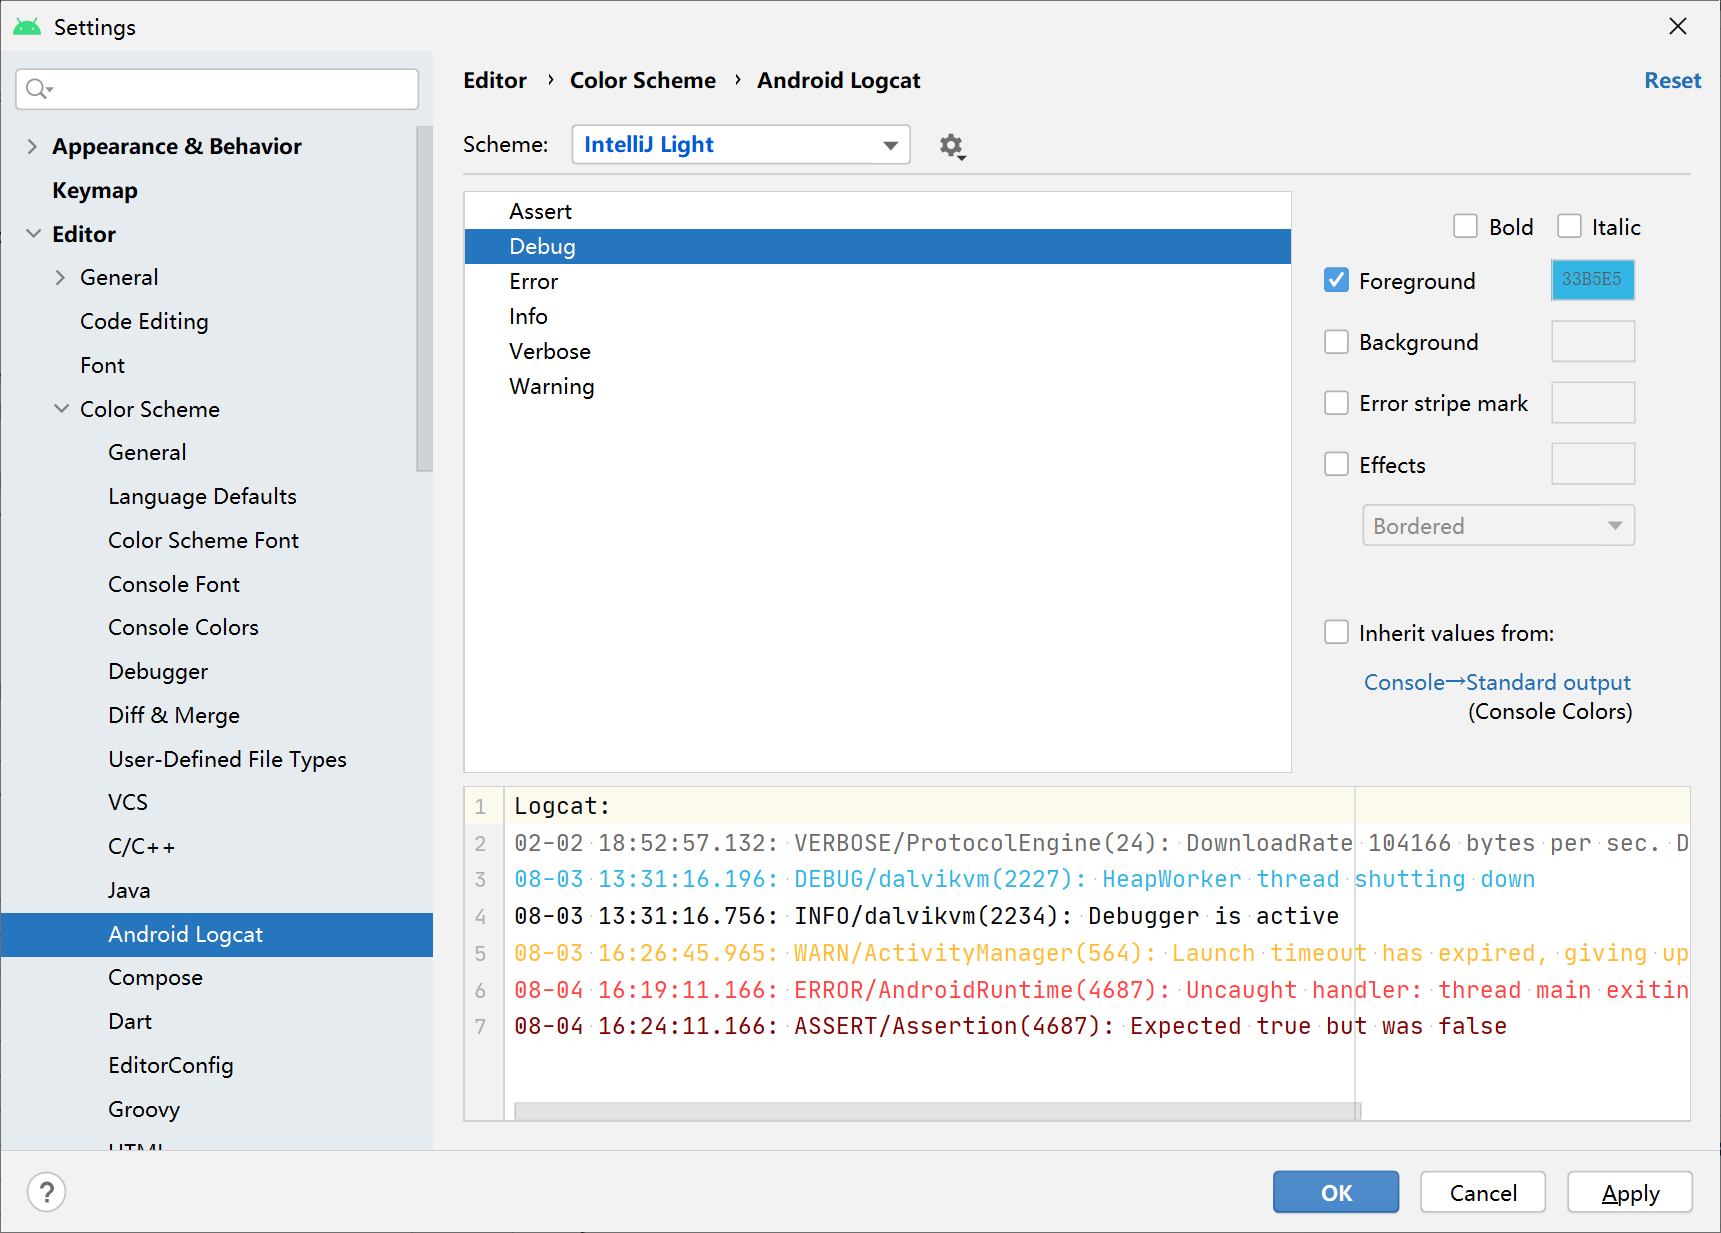 Settings
Appearance & Behavior
Keymap
Editor
General
Code Editing
Font
Color Scheme
General
Language Defaults
Color Scheme Font
Console Font
Console Colors
Debugger
Diff & Merge
User-Defined File Types
VCS
C/C++
Java
Android Logcat
Compose
Dart
EditorConfig
Groovy
HTML
Editor › Color Scheme › Android Logcat
Reset
Scheme: IntelliJ Light
Assert
Debug
Error
Info
Verbose
Warning
Bold Italic
Foreground 33B5E5
Background
Error stripe mark
Effects
Bordered
Inherit values from:
Console→Standard output
(Console Colors)
1 Logcat:
2 02-02 18:52:57.132: VERBOSE/ProtocolEngine(24): DownloadRate 104166 bytes per sec. D
3 08-03 13:31:16.196: DEBUG/dalvikvm(2227): HeapWorker thread shutting down
4 08-03 13:31:16.756: INFO/dalvikvm(2234): Debugger is active
5 08-03 16:26:45.965: WARN/ActivityManager(564): Launch timeout has expired, giving up
6 08-04 16:19:11.166: ERROR/AndroidRuntime(4687): Uncaught handler: thread main exitin
7 08-04 16:24:11.166: ASSERT/Assertion(4687): Expected true but was false
?
OK Cancel Apply